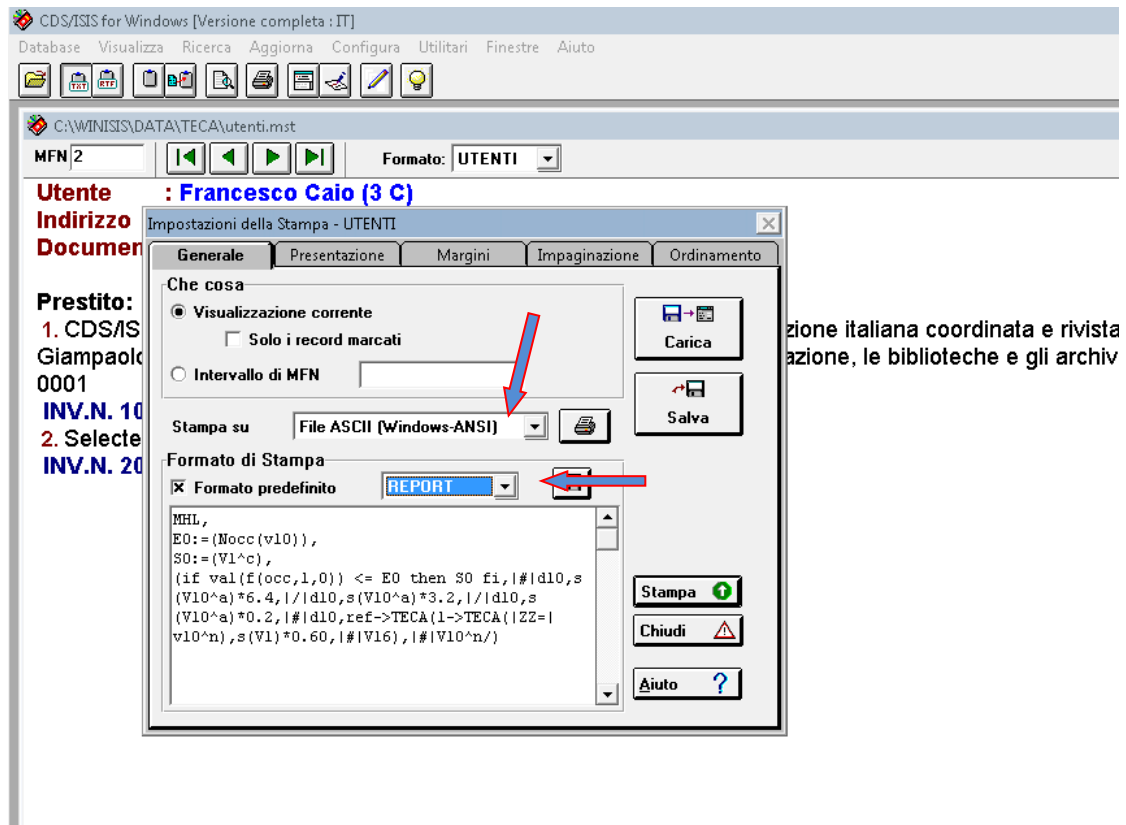 CDS/ISIS for Windows [Versione completa : IT]
Database Visualizza Ricerca Aggiorna Configura Utilitari Finestre Aiuto
TXT RTF
C:\WINISIS\DATA\TECA\utenti.mst
MFN 2 Formato: UTENTI
Utente : Francesco Caio (3 C)
Indirizzo
Documen
Prestito:
1. CDS/IS zione italiana coordinata e rivista
Giampaolo azione, le biblioteche e gli archiv
0001
INV.N. 10
2. Selecte
INV.N. 20
Impostazioni della Stampa - UTENTI
Generale Presentazione Margini Impaginazione Ordinamento
Che cosa
Visualizzazione corrente
Solo i record marcati
Intervallo di MFN
Carica
Salva
Stampa su File ASCII (Windows-ANSI)
Formato di Stampa
Formato predefinito REPORT
MHL,
E0:=(Nocc(v10)),
S0:=(V1^c),
(if val(f(occ,1,0)) <= E0 then S0 fi,|#|d10,s
(V10^a)*6.4,|/|d10,s(V10^a)*3.2,|/|d10,s
(V10^a)*0.2,|#|d10,ref->TECA(l->TECA(|ZZ=|
v10^n),s(V1)*0.60,|#|V16),|#|V10^n/)
Stampa
Chiudi
Aiuto ?